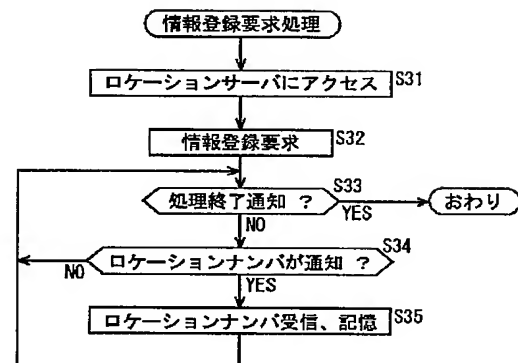 情報登録要求処理
ロケーションサーバにアクセス S31
情報登録要求 S32
S33
処理終了通知 ?
YES
おわり
NO
S34
ロケーションナンバが通知 ?
NO
YES
ロケーションナンバ受信、記憶 S35